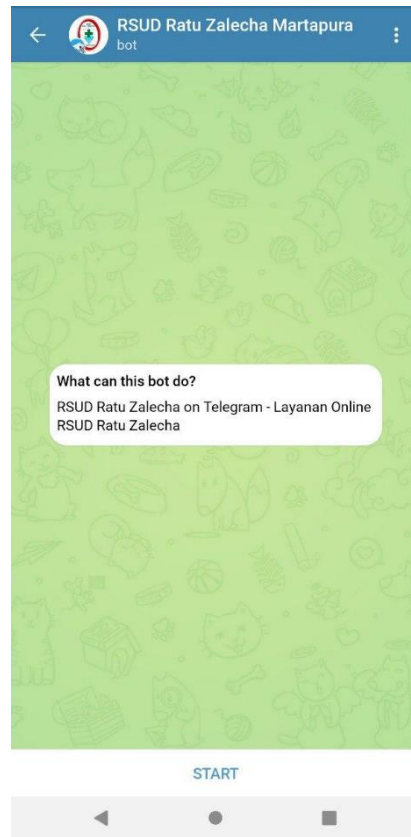 RSUD Ratu Zalecha Martapura
bot
What can this bot do?
RSUD Ratu Zalecha on Telegram - Layanan Online
RSUD Ratu Zalecha
START